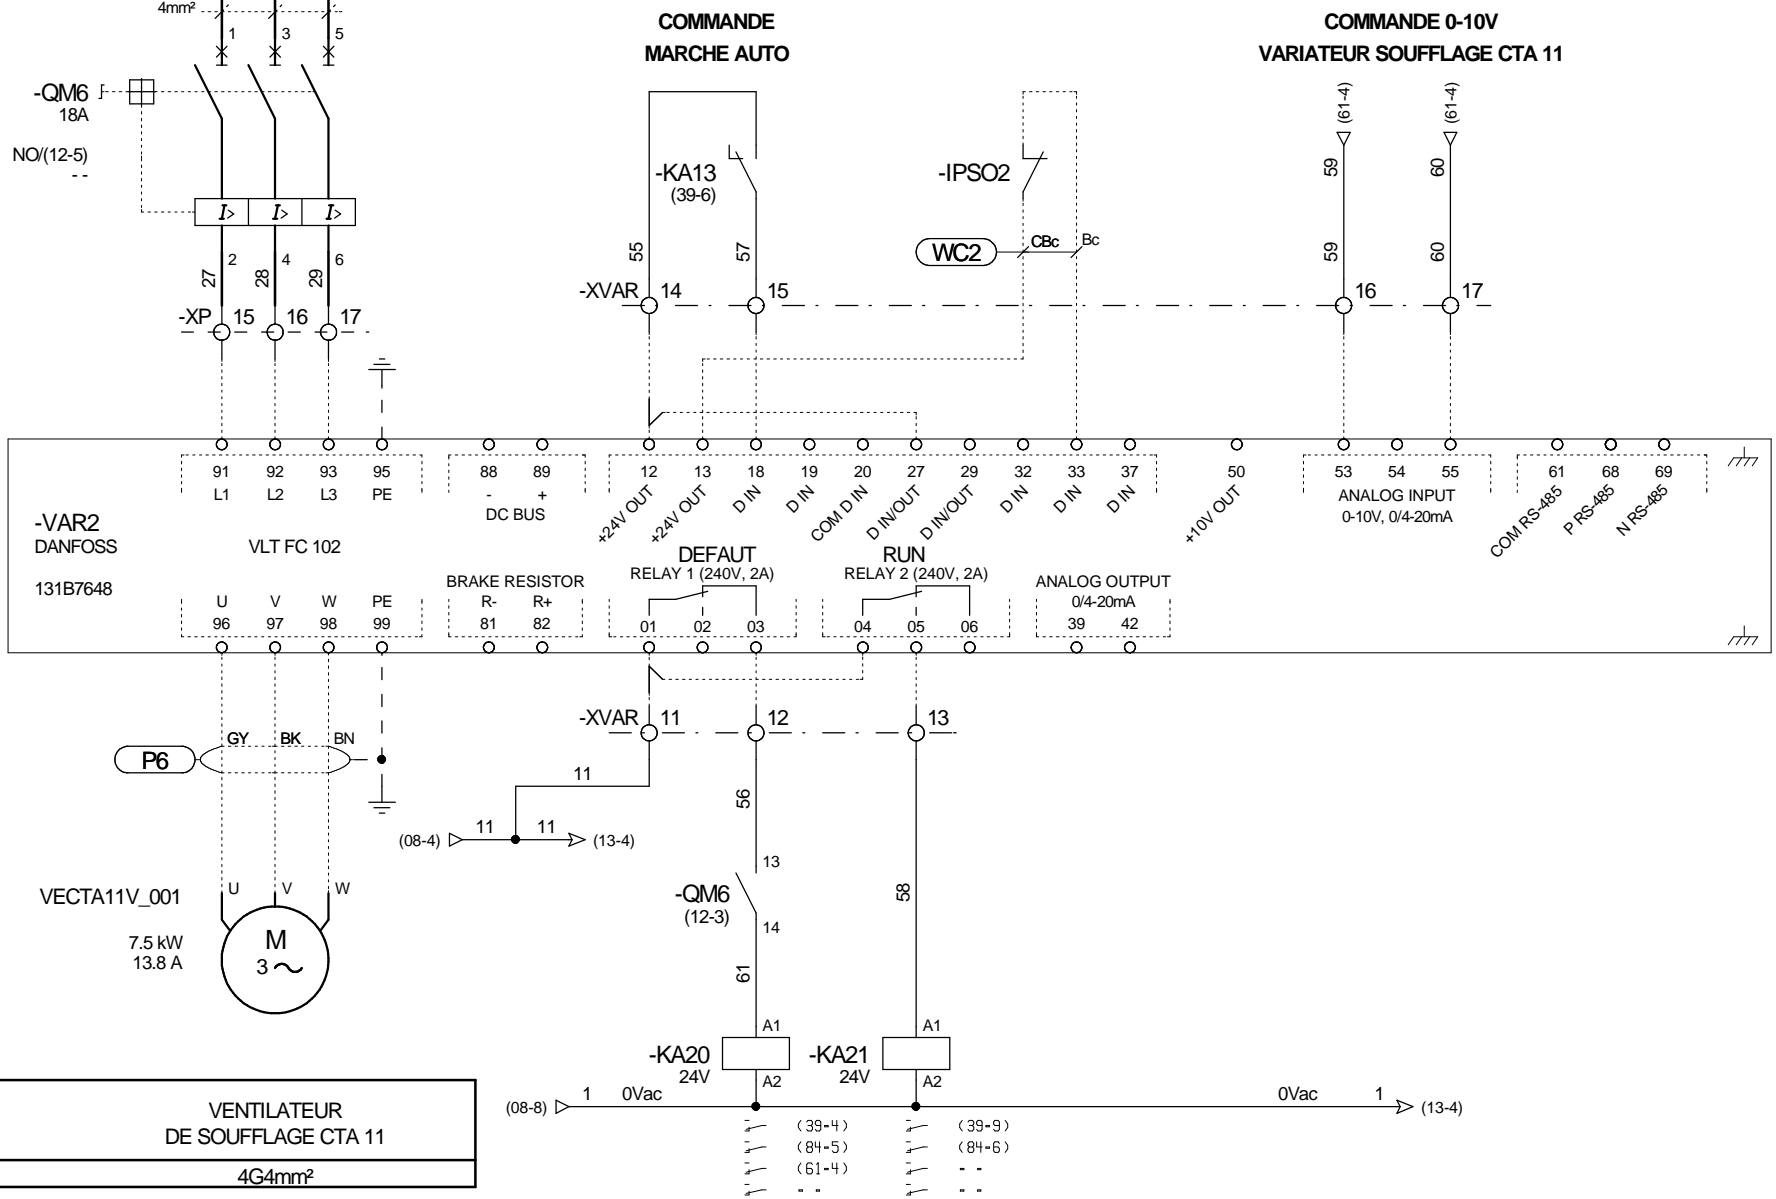 4mm²
1 3 5
COMMANDE
MARCHE AUTO
COMMANDE 0-10V
VARIATEUR SOUFFLAGE CTA 11
-QM6
18A
NO/(12-5)
- -
I> I> I>
2 4 6
27 28 29
-XP 15 16 17
-KA13
(39-6)
55 57
-IPSO2
WC2 CBc Bc
(61-4) (61-4)
59 60
59 60
-XVAR 14 15 16 17
91 92 93 95 88 89 12 13 18 19 20 27 29 32 33 37 50 53 54 55 61 68 69
L1 L2 L3 PE - +
DC BUS
+24V OUT +24V OUT D IN D IN COM D IN D IN/OUT D IN/OUT D IN D IN D IN +10V OUT
ANALOG INPUT
0-10V, 0/4-20mA
COM RS-485 P RS-485 N RS-485
-VAR2
DANFOSS
131B7648
VLT FC 102
DEFAUT
RELAY 1 (240V, 2A)
RUN
RELAY 2 (240V, 2A)
BRAKE RESISTOR
R- R+
81 82
ANALOG OUTPUT
0/4-20mA
39 42
U V W PE
96 97 98 99
01 02 03 04 05 06
-XVAR 11 12 13
P6 GY BK BN
11
(08-4) 11 11 (13-4)
56
13
-QM6
(12-3)
14
61
58
VECTA11V_001
U V W
7.5 kW
13.8 A
M
3
A1 A1
-KA20
24V
-KA21
24V
A2 A2
(08-8) 1 0Vac 0Vac 1 (13-4)
(39-4) (39-9)
(84-5) (84-6)
(61-4) - -
- - - -
VENTILATEUR
DE SOUFFLAGE CTA 11
4G4mm²